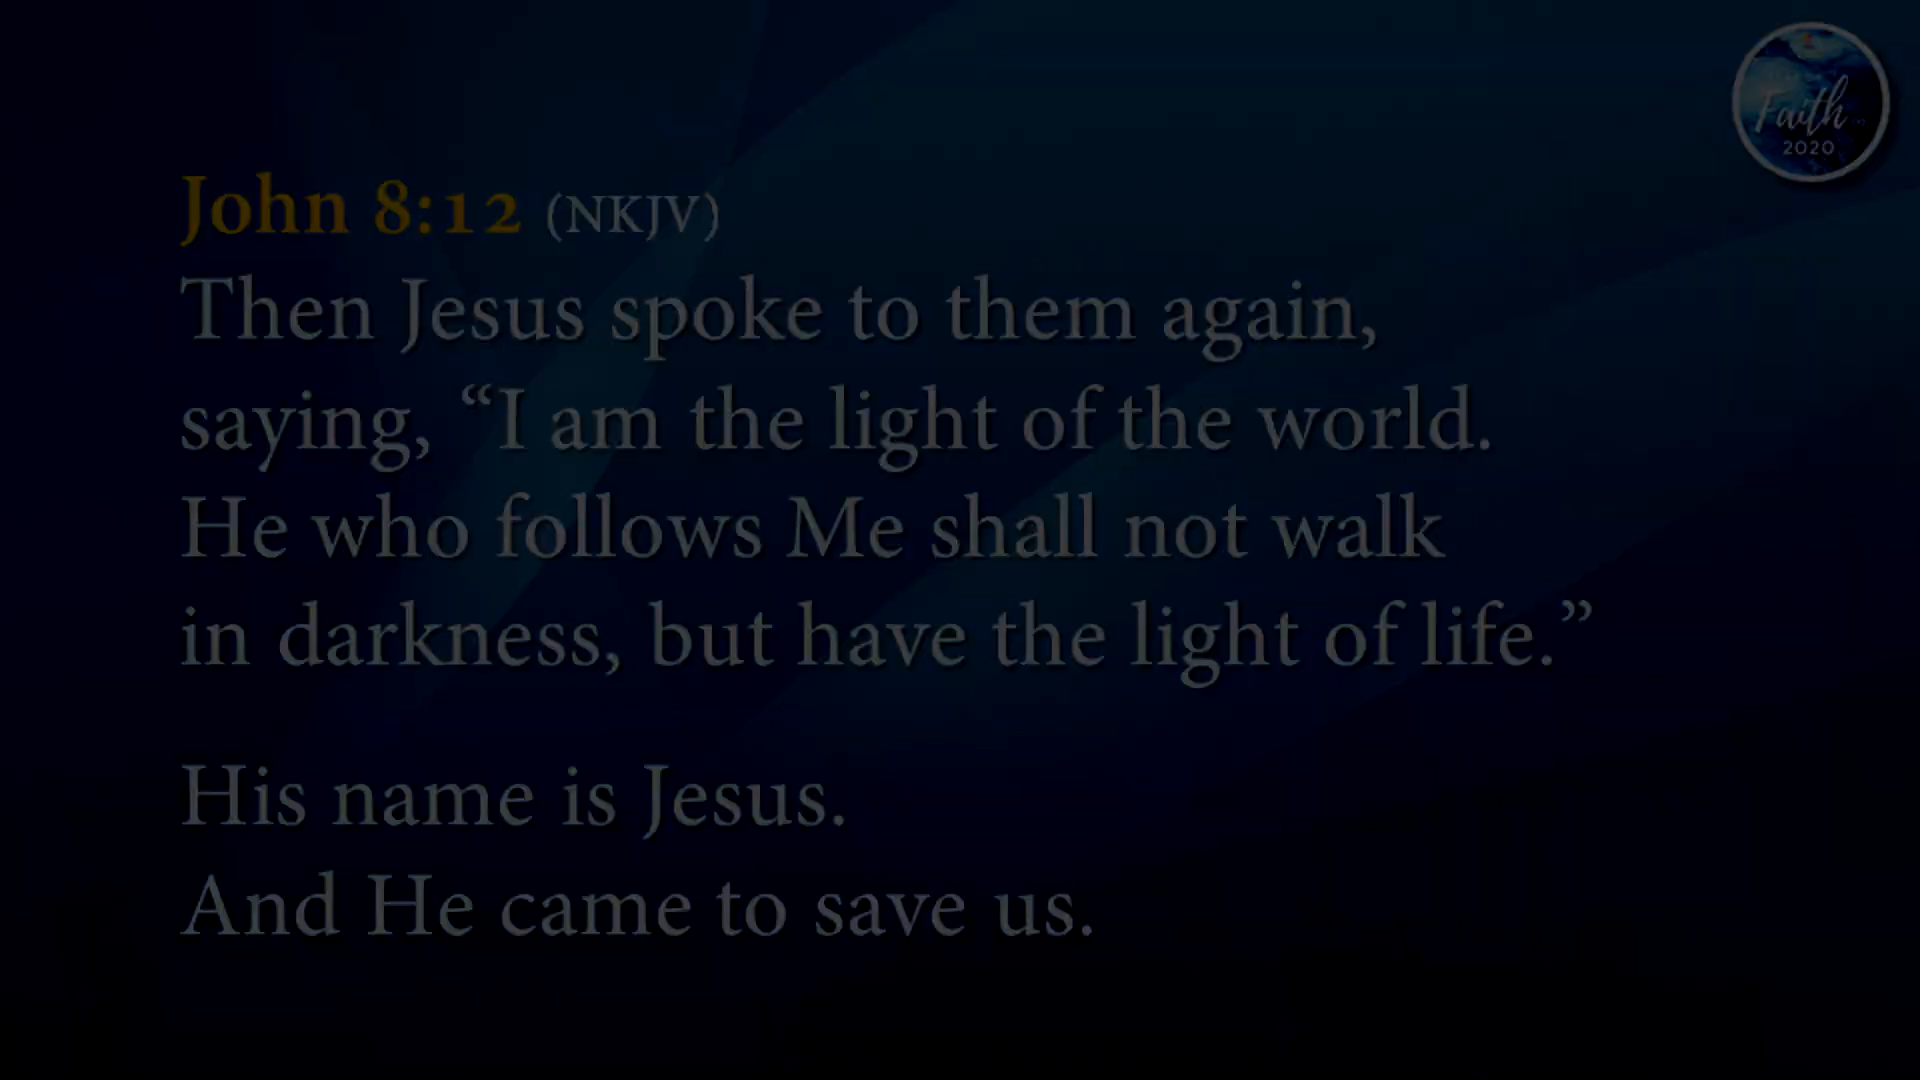 Faith
2020
John 8:12 (NKJV)
Then Jesus spoke to them again,
saying, “I am the light of the world.
He who follows Me shall not walk
in darkness, but have the light of life.”
His name is Jesus.
And He came to save us.